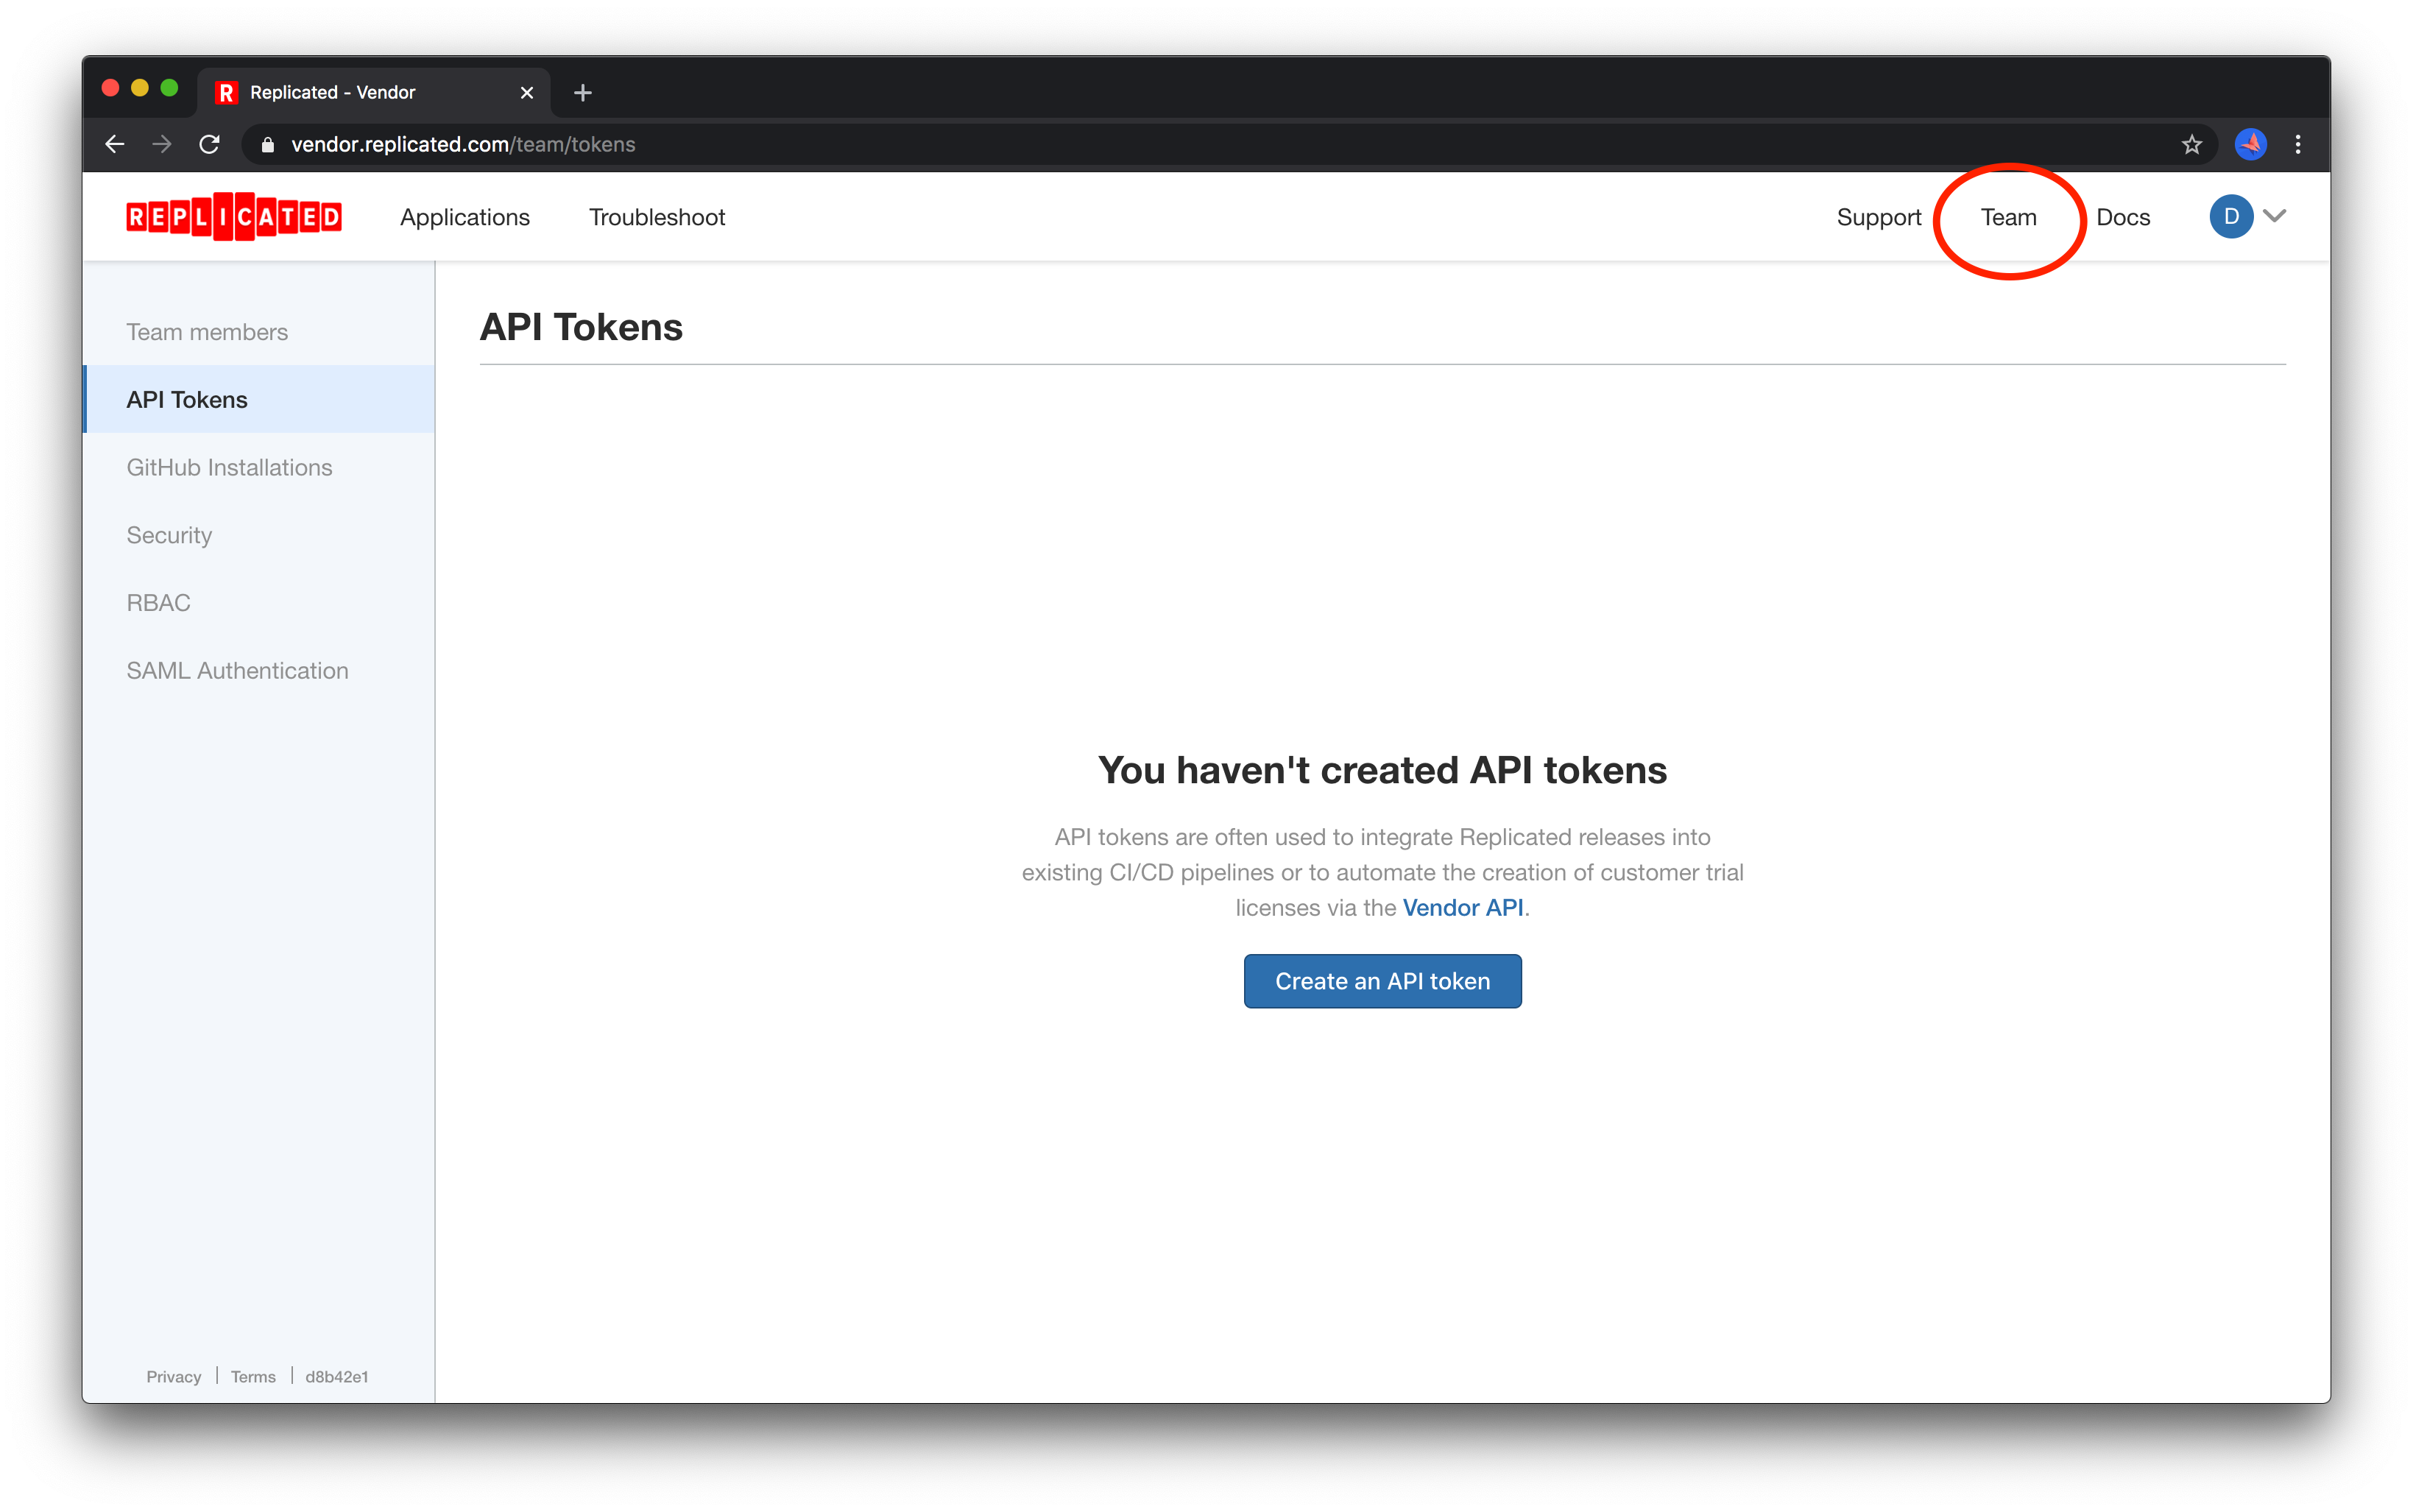 Replicated - Vendor
vendor.replicated.com/team/tokens
REPLICATED
Applications
Troubleshoot
Support
Team
Docs
D
Team members
API Tokens
GitHub Installations
Security
RBAC
SAML Authentication
Privacy | Terms | d8b42e1
API Tokens
You haven't created API tokens
API tokens are often used to integrate Replicated releases into
existing CI/CD pipelines or to automate the creation of customer trial
licenses via the Vendor API.
Create an API token